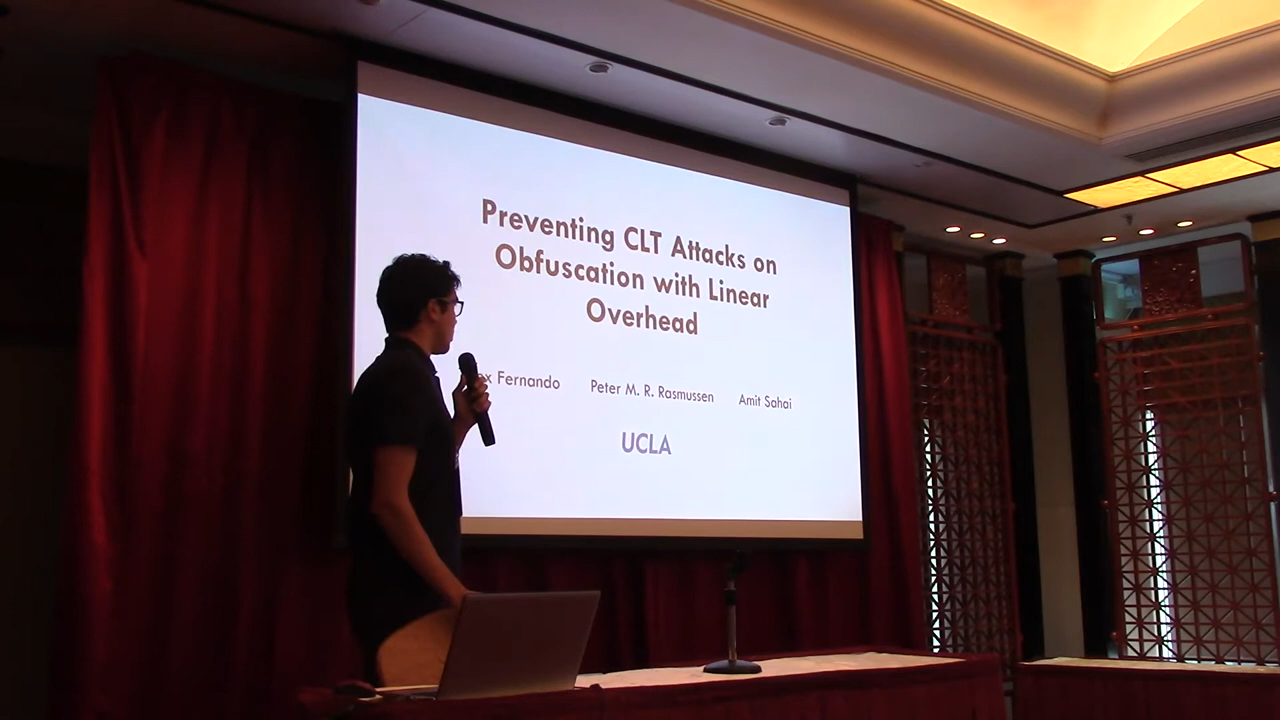 Preventing CLT Attacks on
Obfuscation with Linear
Overhead
Fernando Peter M. R. Rasmussen Amit Sahai
UCLA